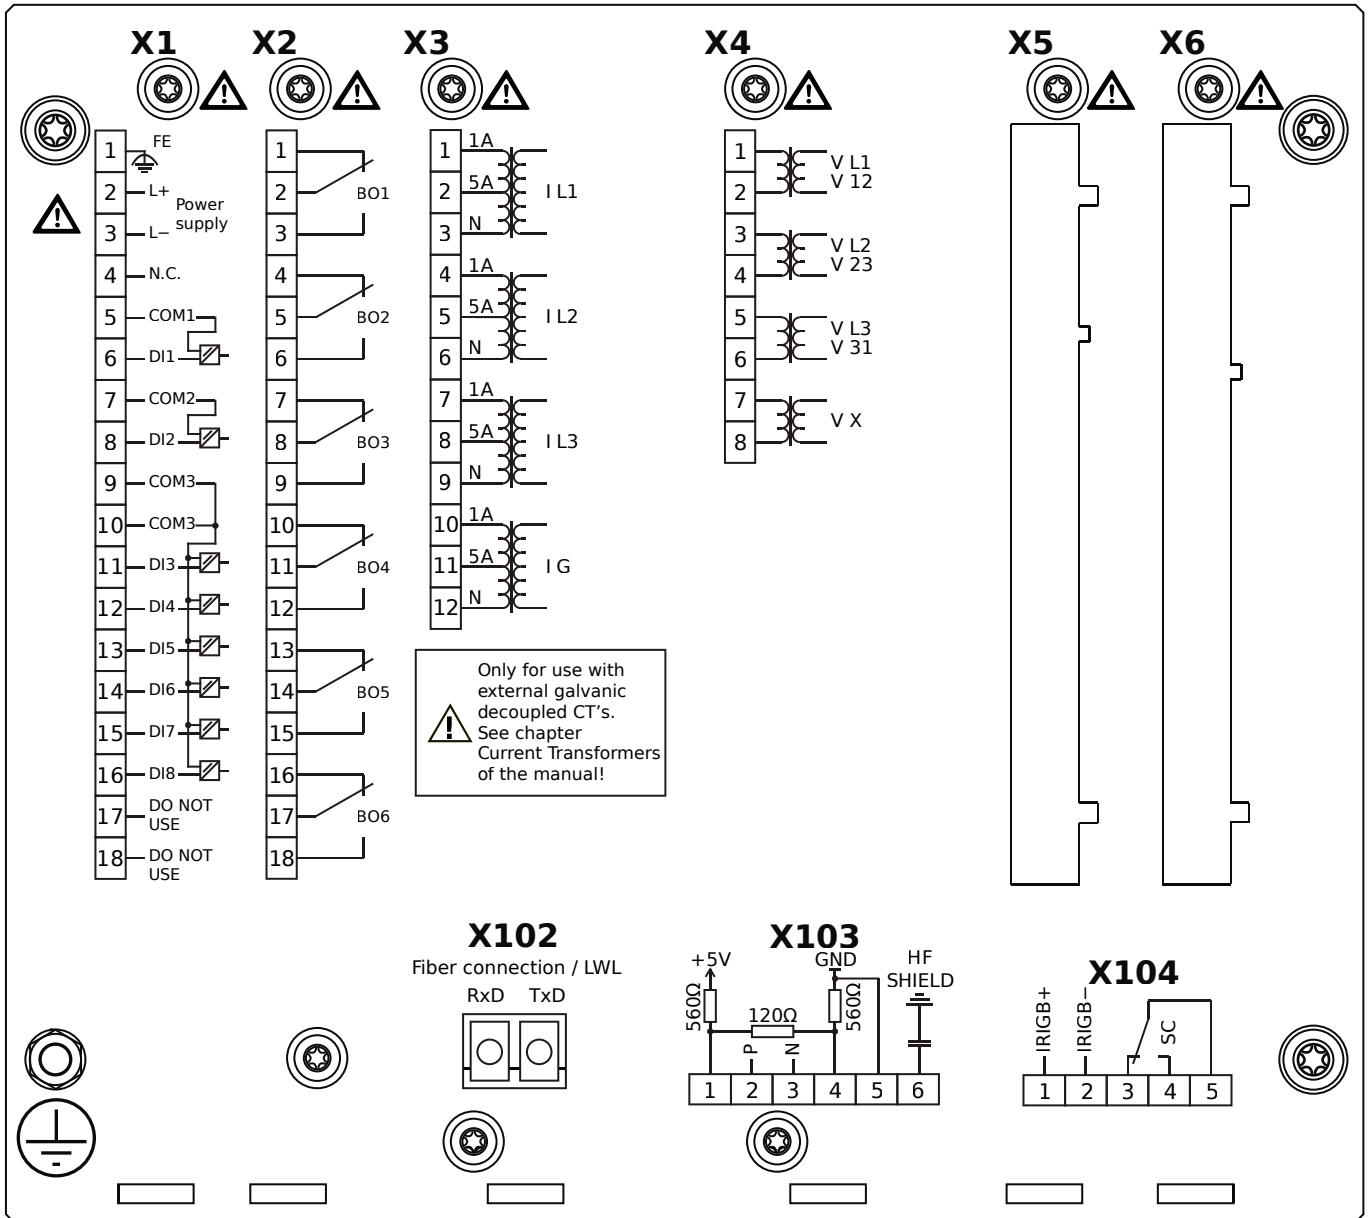 X1 X2 X3 X4 X5 X6
1 FE
2 L+
Power
supply
3 L−
4 N.C.
5 COM1
6 DI1
7 COM2
8 DI2
9 COM3
10 COM3
11 DI3
12 DI4
13 DI5
14 DI6
15 DI7
16 DI8
17 DO NOT
USE
18 DO NOT
USE
1
2 BO1
3
4
5 BO2
6
7
8 BO3
9
10
11 BO4
12
13
14 BO5
15
16
17 BO6
18
1 1A
2 5A I L1
3 N
4 1A
5 5A I L2
6 N
7 1A
8 5A I L3
9 N
10 1A
11 5A I G
12 N
Only for use with
external galvanic
decoupled CT's.
See chapter
Current Transformers
of the manual!
1 V L1
2 V 12
3 V L2
4 V 23
5 V L3
6 V 31
7 V X
8
X102
Fiber connection / LWL
RxD TxD
X103
+5V GND HF
SHIELD
560Ω 120Ω 560Ω
P N
1 2 3 4 5 6
X104
IRIGB+ IRIGB− SC
1 2 3 4 5